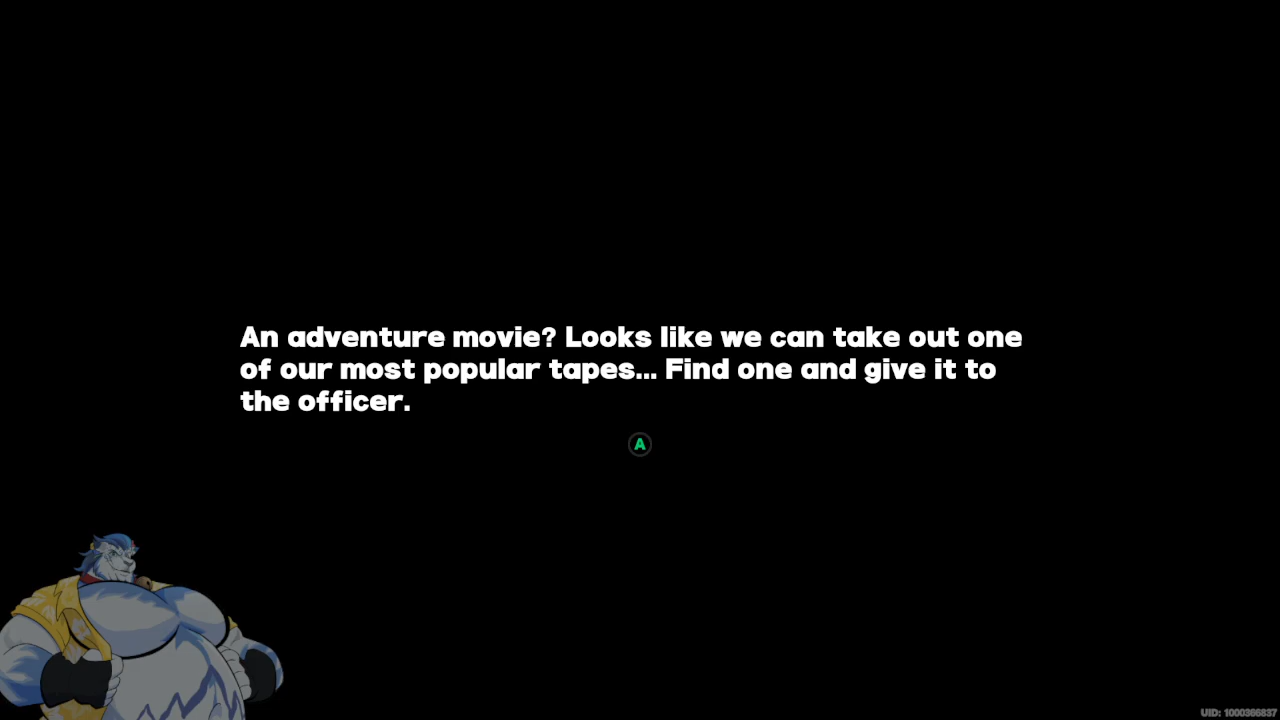 An adventure movie? Looks like we can take out one
of our most popular tapes... Find one and give it to
the officer.
A
UID: 1000366837